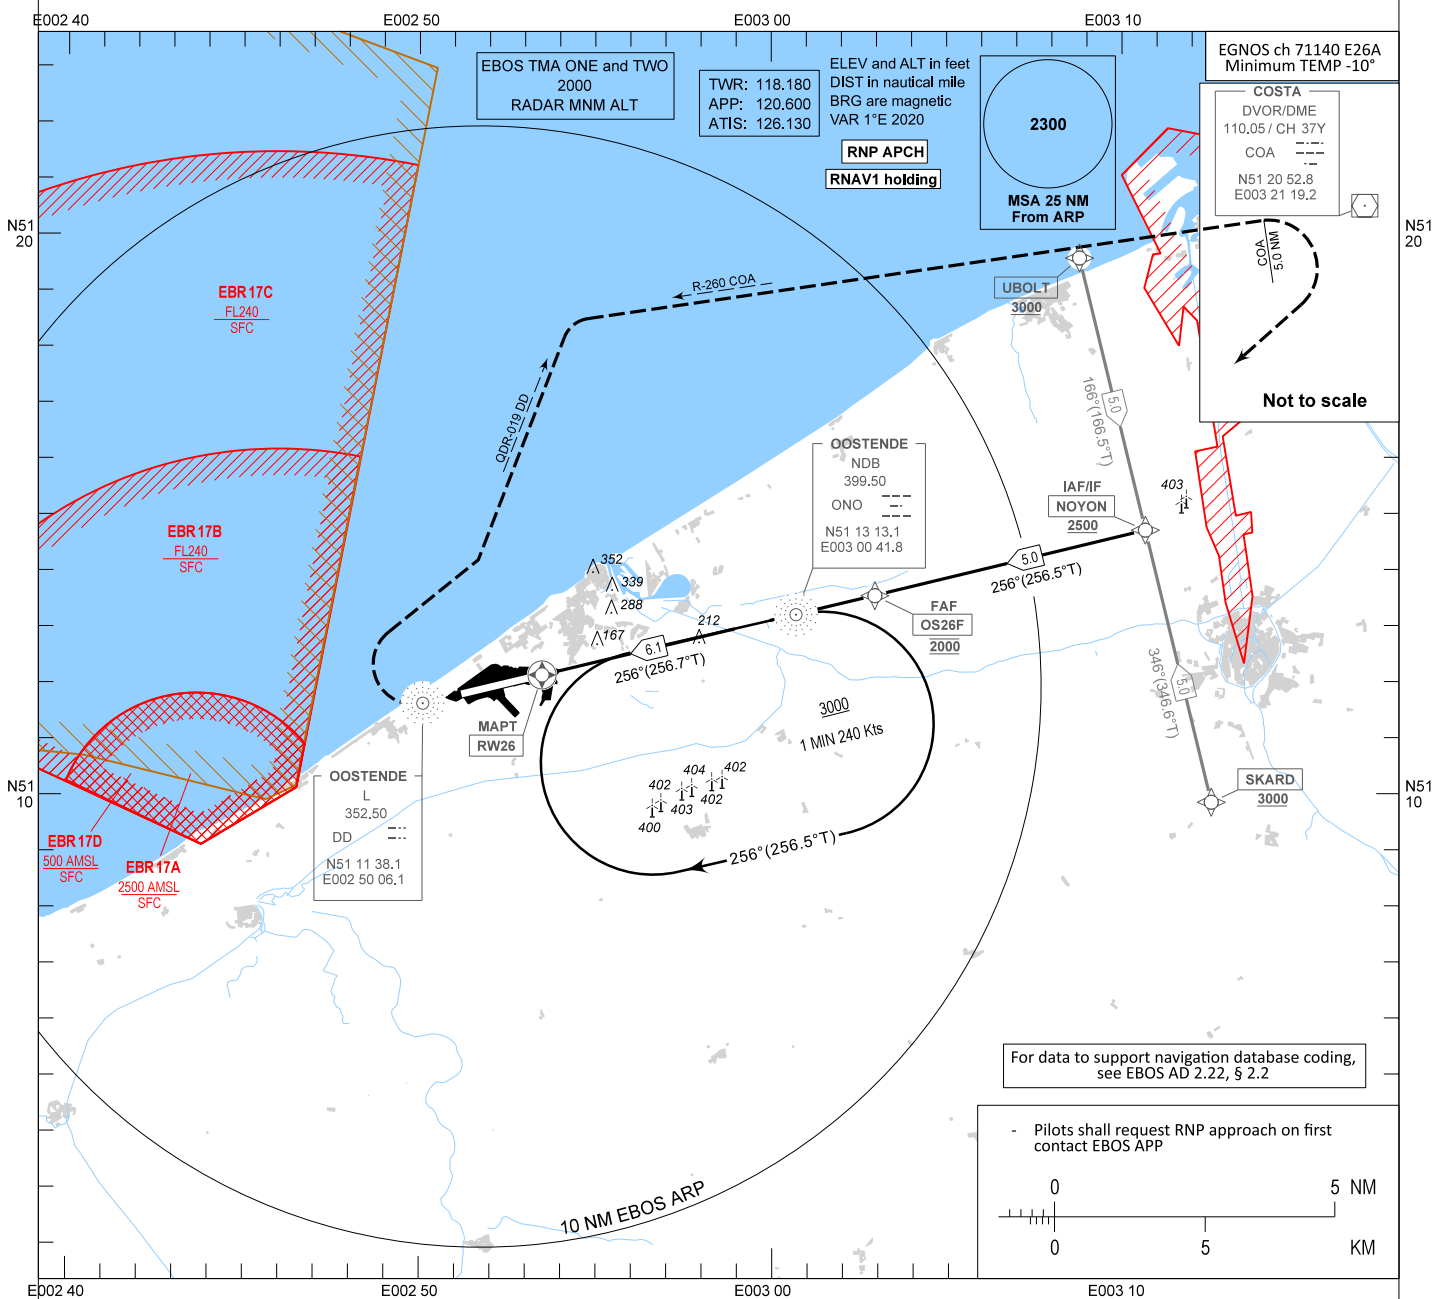 E002 40
E002 50
E003 00
E003 10
EBOS TMA ONE and TWO
2000
RADAR MNM ALT
TWR: 118.180
APP: 120.600
ATIS: 126.130
ELEV and ALT in feet
DIST in nautical mile
BRG are magnetic
VAR 1°E 2020
RNP APCH
RNAV1 holding
2300
MSA 25 NM
From ARP
EGNOS ch 71140 E26A
Minimum TEMP -10°
COSTA
DVOR/DME
110.05 / CH 37Y
COA
N51 20 52.8
E003 21 19.2
COA
5.0 NM
Not to scale
N51
20
N51
20
EBR17C
FL240
SFC
R-260 COA
UBOLT
3000
QDR-019 DD
166°(166.5°T)
5.0
OOSTENDE
NDB
399.50
ONO
N51 13 13.1
E003 00 41.8
IAF/IF
NOYON
2500
403
EBR17B
FL240
SFC
352
339
288
167
212
5.0
256°(256.5°T)
FAF
OS26F
2000
6.1
256°(256.7°T)
346°(346.6°T)
5.0
MAPT
RW26
3000
1 MIN 240 Kts
OOSTENDE
L
352.50
DD
N51 11 38.1
E002 50 06.1
402
404
402
403
402
400
SKARD
3000
N51
10
N51
10
256°(256.5°T)
EBR17D
500 AMSL
SFC
EBR17A
2500 AMSL
SFC
For data to support navigation database coding,
see EBOS AD 2.22, § 2.2
- Pilots shall request RNP approach on first
contact EBOS APP
0 5 NM
0 5 KM
10 NM EBOS ARP
E002 40
E002 50
E003 00
E003 10